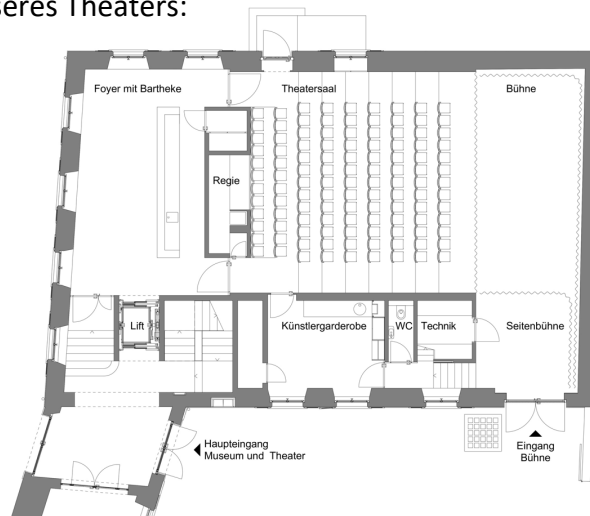 seres Theaters:
Foyer mit Bartheke
Theatersaal
Bühne
Regie
Lift
Künstlergarderobe
WC
Technik
Seitenbühne
Haupteingang
Museum und Theater
Eingang
Bühne